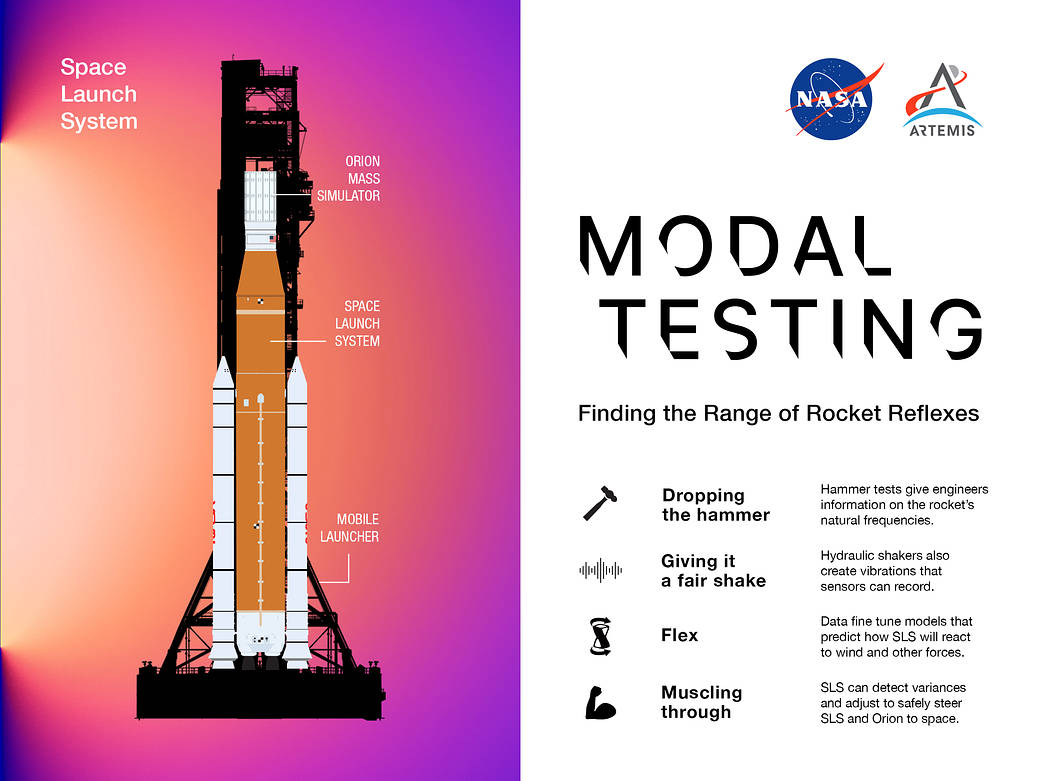 Space
Launch
System
ORION
MASS
SIMULATOR
SPACE
LAUNCH
SYSTEM
MOBILE
LAUNCHER
NASA
ARTEMIS
MODAL
TESTING
Finding the Range of Rocket Reflexes
Dropping
the hammer
Hammer tests give engineers
information on the rocket's
natural frequencies.
Giving it
a fair shake
Hydraulic shakers also
create vibrations that
sensors can record.
Flex
Data fine tune models that
predict how SLS will react
to wind and other forces.
Muscling
through
SLS can detect variances
and adjust to safely steer
SLS and Orion to space.